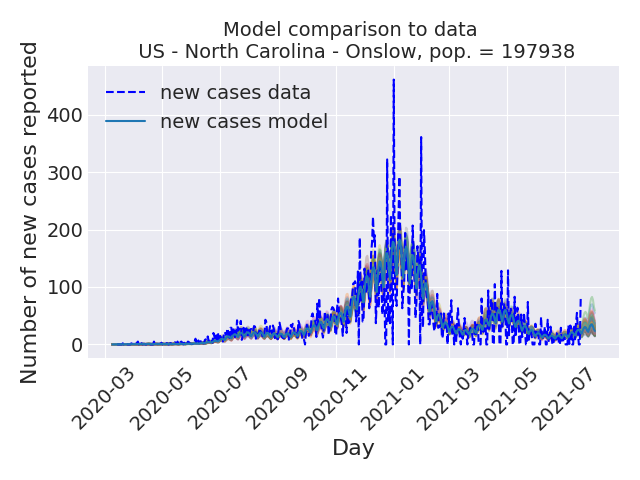 Model comparison to data
US - North Carolina - Onslow, pop. = 197938
Number of new cases reported
400
300
200
100
0
new cases data
new cases model
2020-03
2020-05
2020-07
2020-09
2020-11
2021-01
2021-03
2021-05
2021-07
Day